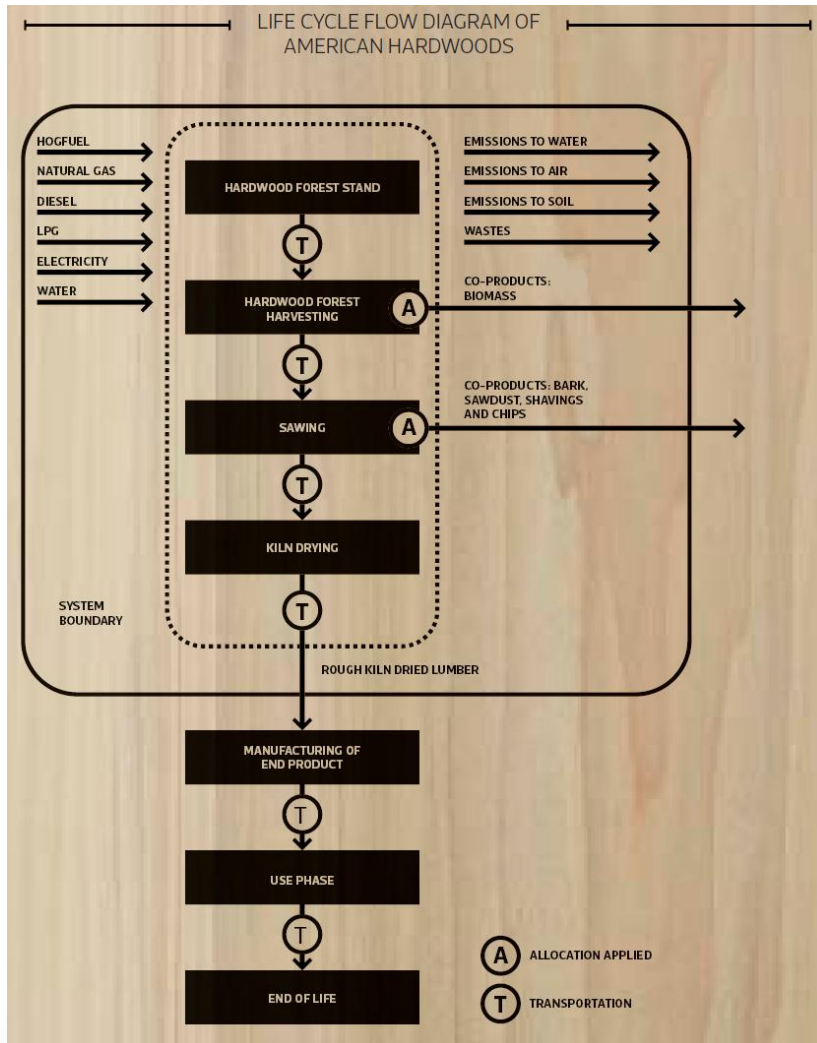 LIFE CYCLE FLOW DIAGRAM OF
AMERICAN HARDWOODS
HOGFUEL
NATURAL GAS
DIESEL
LPG
ELECTRICITY
WATER
HARDWOOD FOREST STAND
T
HARDWOOD FOREST
HARVESTING
A
T
SAWING
A
T
KILN DRYING
T
EMISSIONS TO WATER
EMISSIONS TO AIR
EMISSIONS TO SOIL
WASTES
CO-PRODUCTS:
BIOMASS
CO-PRODUCTS: BARK,
SAWDUST, SHAVINGS
AND CHIPS
SYSTEM
BOUNDARY
ROUGH KILN DRIED LUMBER
MANUFACTURING OF
END PRODUCT
T
USE PHASE
T
END OF LIFE
A ALLOCATION APPLIED
T TRANSPORTATION